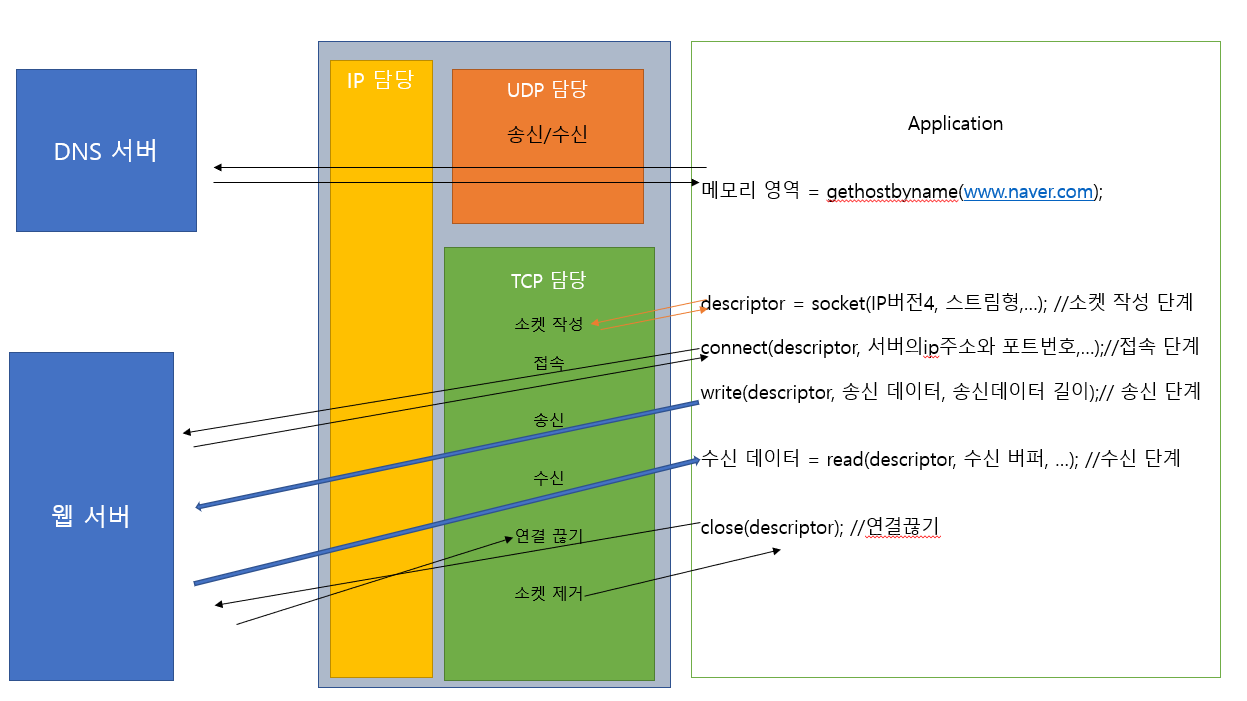 DNS 서버
웹 서버
IP 담당
UDP 담당
송신/수신
TCP 담당
소켓 작성
접속
송신
수신
연결 끊기
소켓 제거
Application
메모리 영역 = gethostbyname(www.naver.com);
descriptor = socket(IP버전4, 스트림형,...); //소켓 작성 단계
connect(descriptor, 서버의ip주소와 포트번호,...);//접속 단계
write(descriptor, 송신 데이터, 송신데이터 길이);// 송신 단계
수신 데이터 = read(descriptor, 수신 버퍼, ...); //수신 단계
close(descriptor); //연결끊기